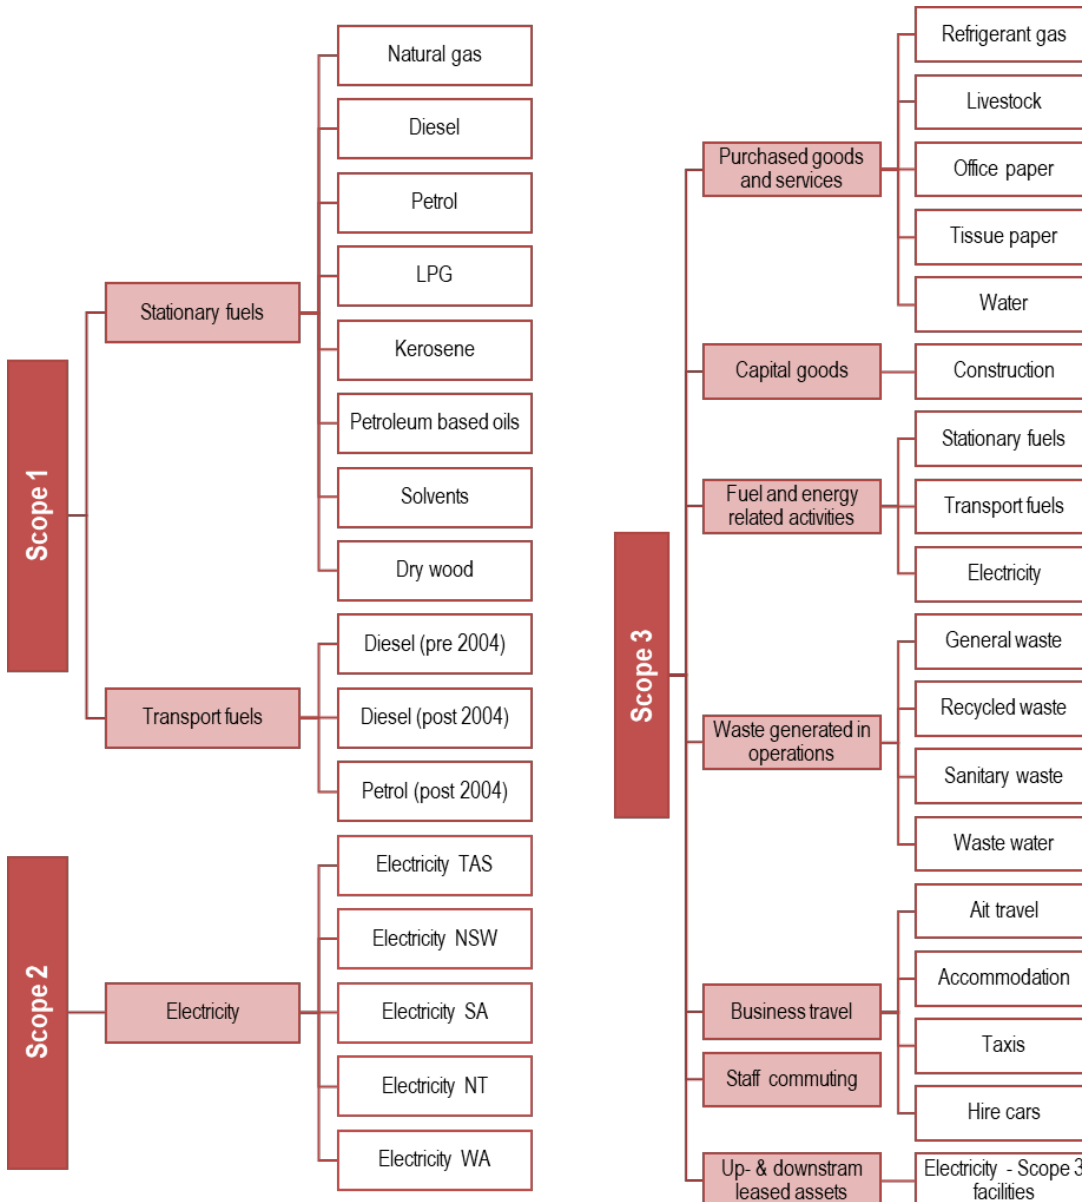 Scope 1
Stationary fuels
Natural gas
Diesel
Petrol
LPG
Kerosene
Petroleum based oils
Solvents
Dry wood
Transport fuels
Diesel (pre 2004)
Diesel (post 2004)
Petrol (post 2004)
Scope 2
Electricity
Electricity TAS
Electricity NSW
Electricity SA
Electricity NT
Electricity WA
Scope 3
Purchased goods
and services
Refrigerant gas
Livestock
Office paper
Tissue paper
Water
Capital goods
Construction
Fuel and energy
related activities
Stationary fuels
Transport fuels
Electricity
Waste generated in
operations
General waste
Recycled waste
Sanitary waste
Waste water
Business travel
Ait travel
Accommodation
Taxis
Hire cars
Staff commuting
Up- & downstram
leased assets
Electricity - Scope 3
facilities